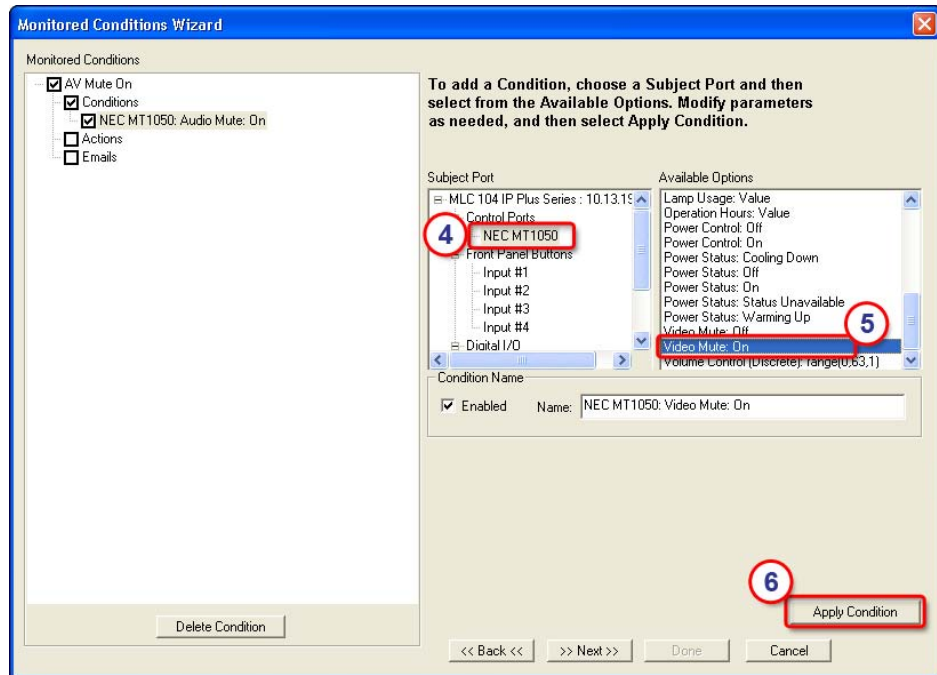 Monitored Conditions Wizard
Monitored Conditions
AV Mute On
Conditions
NEC MT1050: Audio Mute: On
Actions
Emails
Delete Condition
To add a Condition, choose a Subject Port and then
select from the Available Options. Modify parameters
as needed, and then select Apply Condition.
Subject Port
MLC 104 IP Plus Series : 10.13.19
Control Ports
4
NEC MT1050
Front Panel Buttons
Input #1
Input #2
Input #3
Input #4
Digital I/O
Available Options
Lamp Usage: Value
Operation Hours: Value
Power Control: Off
Power Control: On
Power Status: Cooling Down
Power Status: Off
Power Status: On
Power Status: Status Unavailable
Power Status: Warming Up
Video Mute: Off
5
Video Mute: On
Volume Control (Discrete): range(0,63,1)
Condition Name
Enabled
Name: NEC MT1050: Video Mute: On
6
Apply Condition
<< Back <<
>> Next >>
Done
Cancel